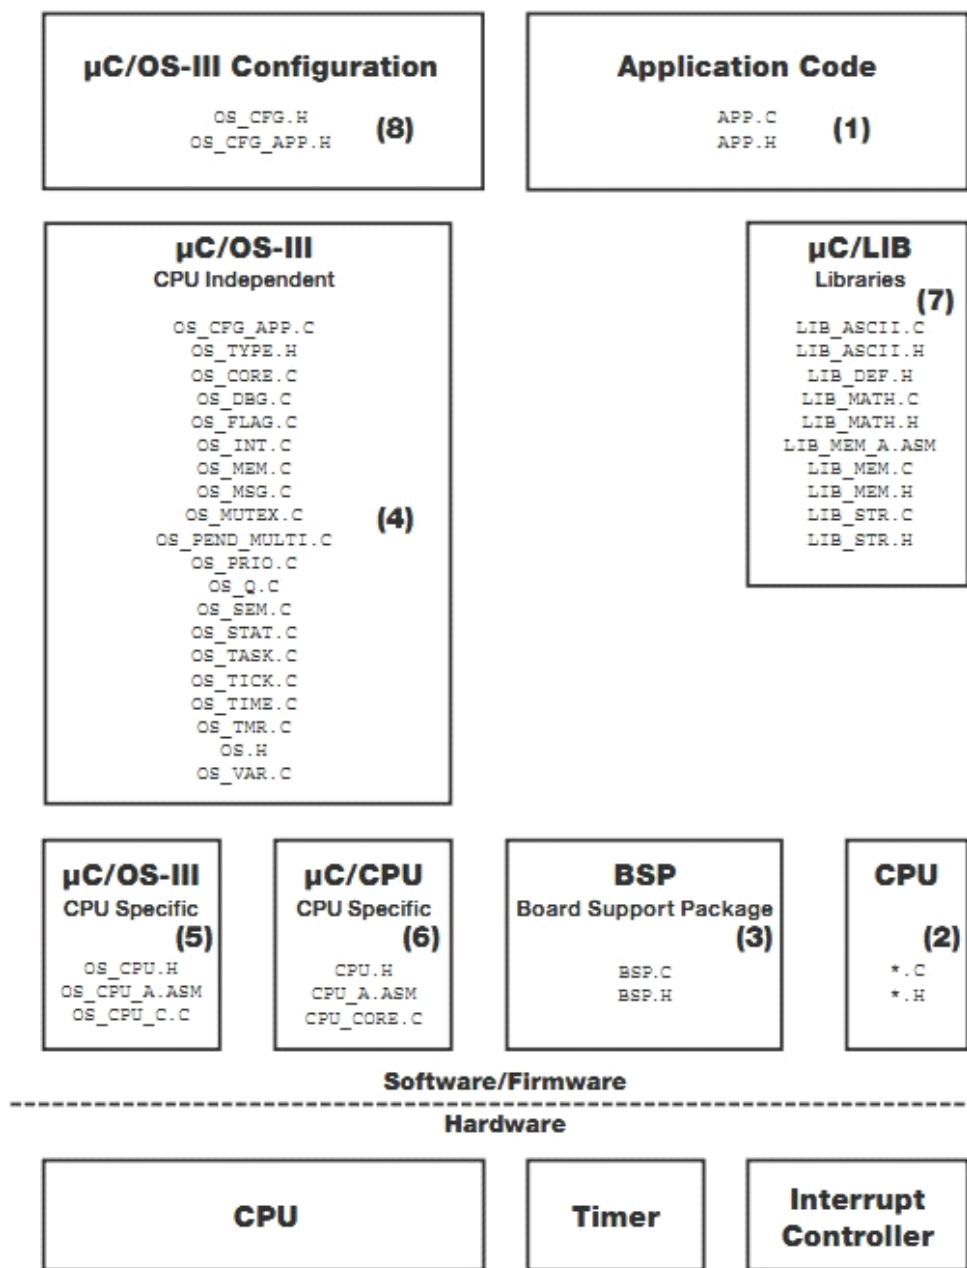 µC/OS-III Configuration
OS_CFG.H
OS_CFG_APP.H
(8)
Application Code
APP.C
APP.H
(1)
µC/OS-III
CPU Independent
OS_CFG_APP.C
OS_TYPE.H
OS_CORE.C
OS_DBG.C
OS_FLAG.C
OS_INT.C
OS_MEM.C
OS_MSG.C
OS_MUTEX.C
OS_PEND_MULTI.C
OS_PRIO.C
OS_Q.C
OS_SEM.C
OS_STAT.C
OS_TASK.C
OS_TICK.C
OS_TIME.C
OS_TMR.C
OS.H
OS_VAR.C
(4)
µC/LIB
Libraries
(7)
LIB_ASCII.C
LIB_ASCII.H
LIB_DEF.H
LIB_MATH.C
LIB_MATH.H
LIB_MEM_A.ASM
LIB_MEM.C
LIB_MEM.H
LIB_STR.C
LIB_STR.H
µC/OS-III
CPU Specific
(5)
OS_CPU.H
OS_CPU_A.ASM
OS_CPU_C.C
µC/CPU
CPU Specific
(6)
CPU.H
CPU_A.ASM
CPU_CORE.C
BSP
Board Support Package
(3)
BSP.C
BSP.H
CPU
(2)
*.C
*.H
Software/Firmware
Hardware
CPU
Timer
Interrupt
Controller